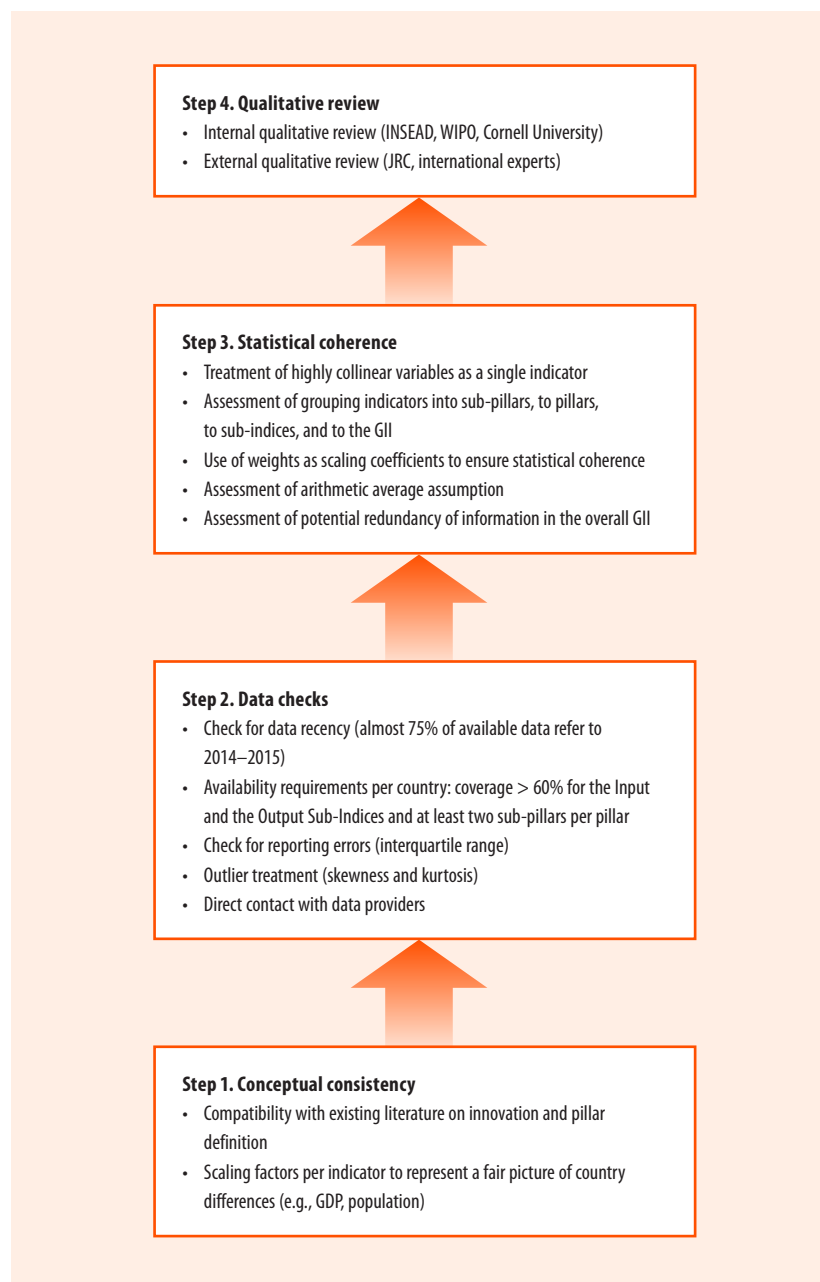 Step 4. Qualitative review
• Internal qualitative review (INSEAD, WIPO, Cornell University)
• External qualitative review (JRC, international experts)
Step 3. Statistical coherence
• Treatment of highly collinear variables as a single indicator
• Assessment of grouping indicators into sub-pillars, to pillars,
to sub-indices, and to the GII
• Use of weights as scaling coefficients to ensure statistical coherence
• Assessment of arithmetic average assumption
• Assessment of potential redundancy of information in the overall GII
Step 2. Data checks
• Check for data recency (almost 75% of available data refer to
2014–2015)
• Availability requirements per country: coverage > 60% for the Input
and the Output Sub-Indices and at least two sub-pillars per pillar
• Check for reporting errors (interquartile range)
• Outlier treatment (skewness and kurtosis)
• Direct contact with data providers
Step 1. Conceptual consistency
• Compatibility with existing literature on innovation and pillar
definition
• Scaling factors per indicator to represent a fair picture of country
differences (e.g., GDP, population)